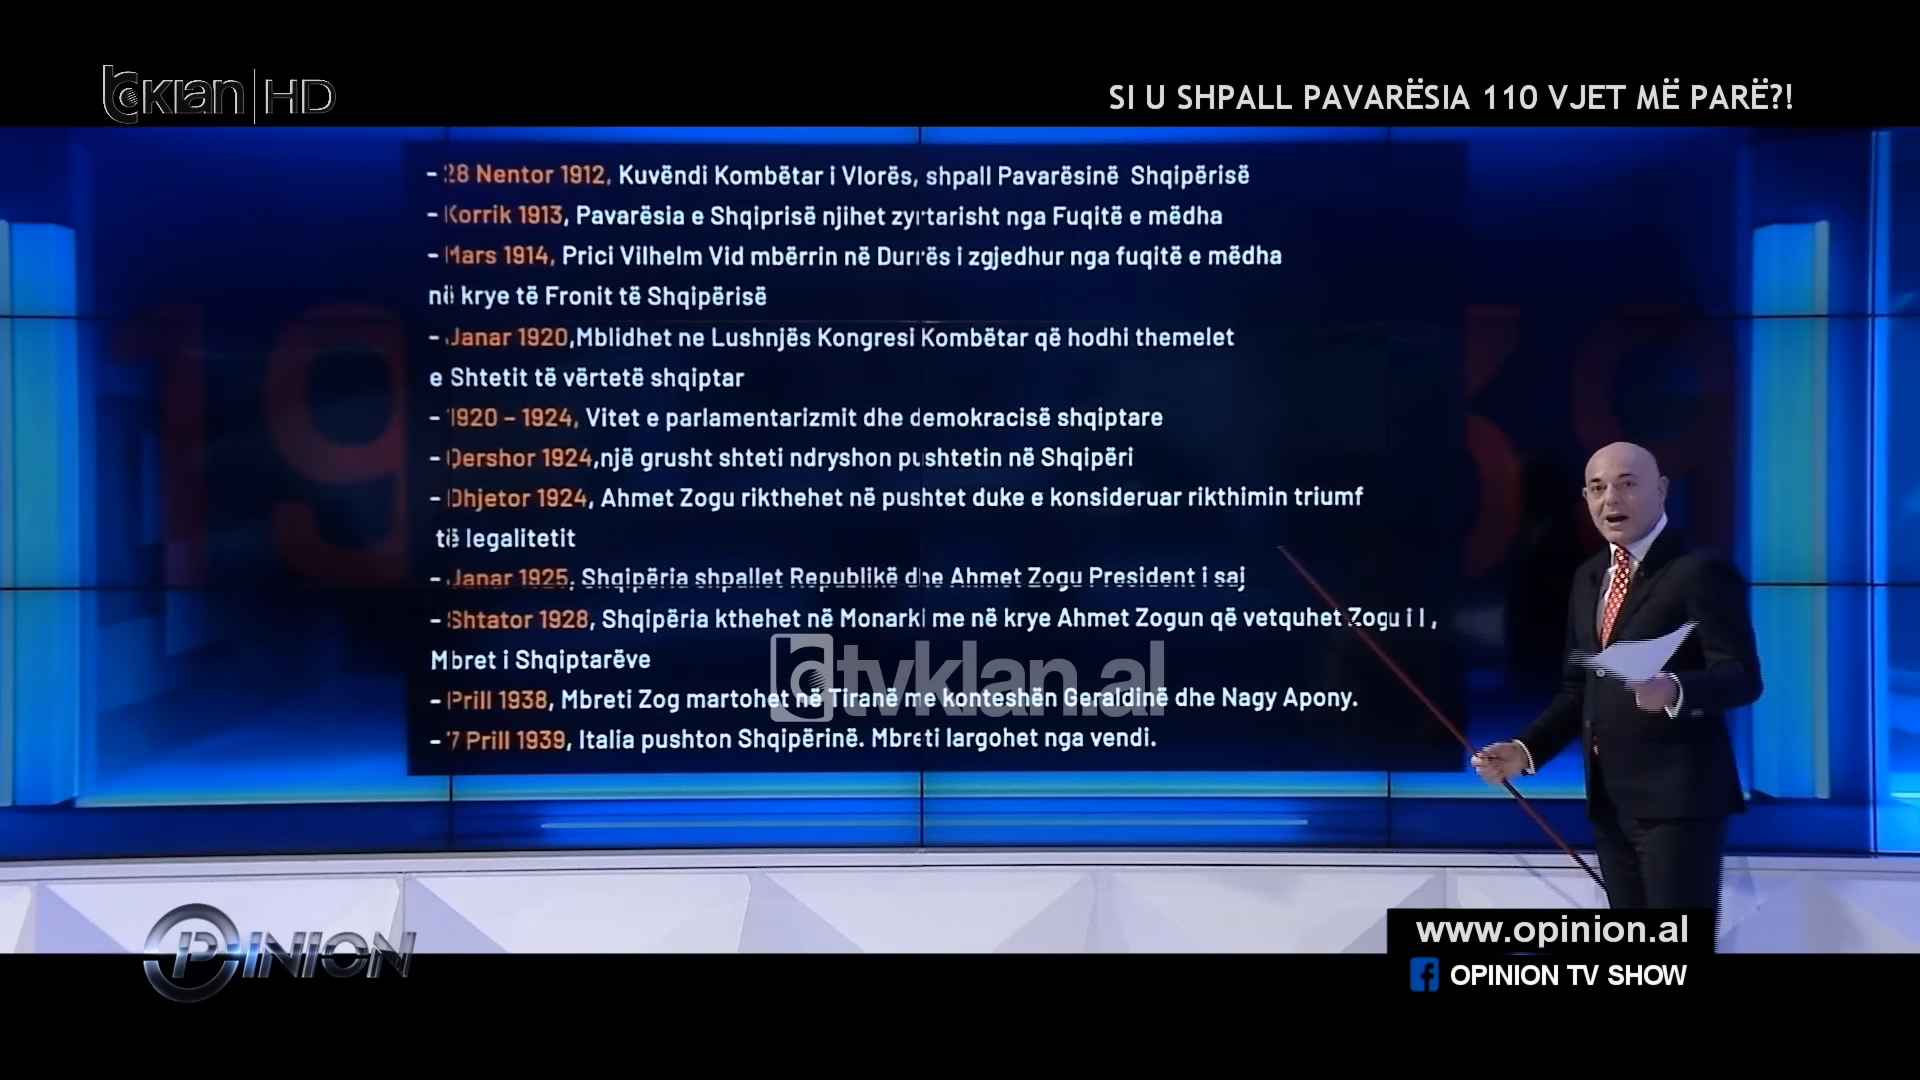 klan HD
SI U SHPALL PAVARËSIA 110 VJET MË PARË?!
- 28 Nentor 1912, Kuvëndi Kombëtar i Vlorës, shpall Pavarësinë Shqipërisë
- Korrik 1913, Pavarësia e Shqiprisë njihet zyrtarisht nga Fuqitë e mëdha
- Mars 1914, Prici Vilhelm Vid mbërrin në Durrës i zgjedhur nga fuqitë e mëdha
në krye të Fronit të Shqipërisë
- Janar 1920,Mblidhet ne Lushnjës Kongresi Kombëtar që hodhi themelet
e Shtetit të vërtetë shqiptar
- 1920 - 1924, Vitet e parlamentarizmit dhe demokracisë shqiptare
- Qershor 1924,një grusht shteti ndryshon pushtetin në Shqipëri
- Dhjetor 1924, Ahmet Zogu rikthehet në pushtet duke e konsideruar rikthimin triumf
të legalitetit
- Janar 1925, Shqipëria shpallet Republikë dhe Ahmet Zogu President i saj
- Shtator 1928, Shqipëria kthehet në Monarki me në krye Ahmet Zogun që vetquhet Zogu i I ,
Mbret i Shqiptarëve
- Prill 1938, Mbreti Zog martohet në Tiranë me konteshën Geraldinë dhe Nagy Apony.
- 7 Prill 1939, Italia pushton Shqipërinë. Mbreti largohet nga vendi.
tvklan.al
OPINION
www.opinion.al
OPINION TV SHOW